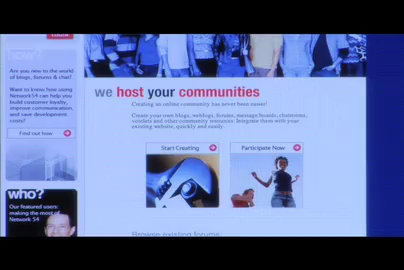 how?
Are you new to the world
of blogs, forums & chat?
Want to know how using
Network54 can help you
build customer loyalty,
improve communication,
and save development
costs?
Find out how
who?
Our featured users:
making the most of
Network 54
we host your communities
Creating an online community has never been easier!
Create your own blogs, weblogs, forums, message boards, chatrooms,
votelets and other community resources. Integrate them with your
existing website, quickly and easily
Start Creating
Participate Now
Browse existing forums: